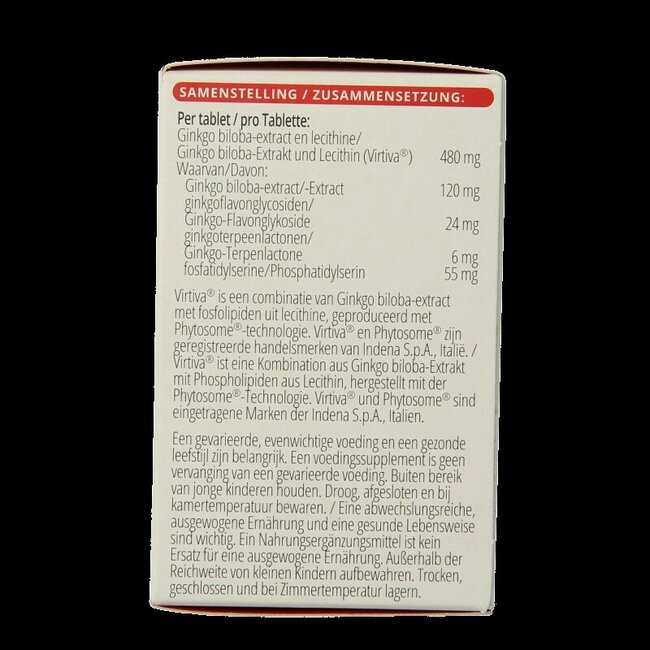 SAMENSTELLING / ZUSAMMENSETZUNG:
Per tablet / pro Tablette:
Ginkgo biloba-extract en lecithine/
Ginkgo biloba-Extrakt und Lecithin (Virtiva®) 480 mg
Waarvan/Davon:
Ginkgo biloba-extract/-Extract 120 mg
ginkgoflavonglycosiden/
Ginkgo-Flavonglykoside 24 mg
ginkgoterpeenlactonen/
Ginkgo-Terpenlactone 6 mg
fosfatidylserine/Phosphatidylserin 55 mg
Virtiva® is een combinatie van Ginkgo biloba-extract
met fosfolipiden uit lecithine, geproduceerd met
Phytosome®-technologie. Virtiva® en Phytosome® zijn
geregistreerde handelsmerken van Indena S.p.A., Italië. /
Virtiva® ist eine Kombination aus Ginkgo biloba-Extrakt
mit Phospholipiden aus Lecithin, hergestellt mit der
Phytosome®-Technologie. Virtiva® und Phytosome® sind
eingetragene Marken der Indena S.p.A., Italien.
Een gevarieerde, evenwichtige voeding en een gezonde
leefstijl zijn belangrijk. Een voedingssupplement is geen
vervanging van een gevarieerde voeding. Buiten bereik
van jonge kinderen houden. Droog, afgesloten en bij
kamertemperatuur bewaren. / Eine abwechslungsreiche,
ausgewogene Ernährung und eine gesunde Lebensweise
sind wichtig. Ein Nahrungsergänzungsmittel ist kein
Ersatz für eine ausgewogene Ernährung. Außerhalb der
Reichweite von kleinen Kindern aufbewahren. Trocken,
geschlossen und bei Zimmertemperatur lagern.